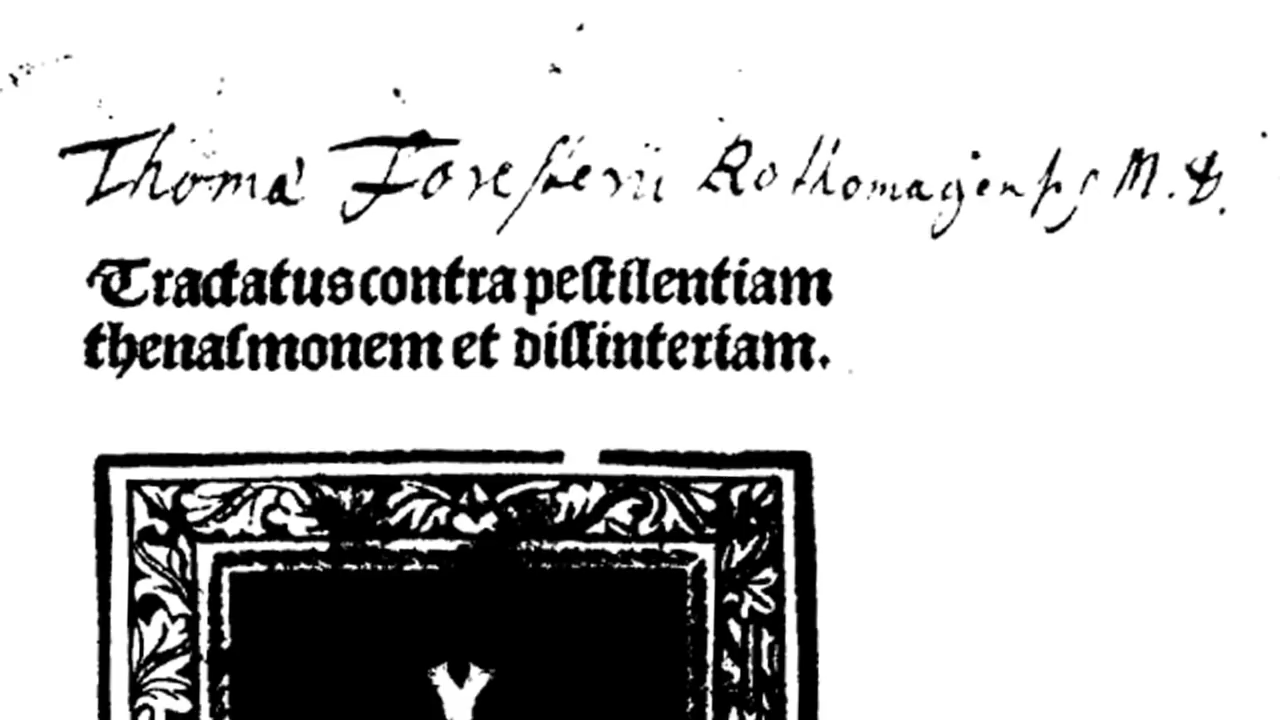 Thomæ Foresterii Rothomagensis M. D.
Tractatus contra pestilentiam
thenasmonem et dissinteriam.